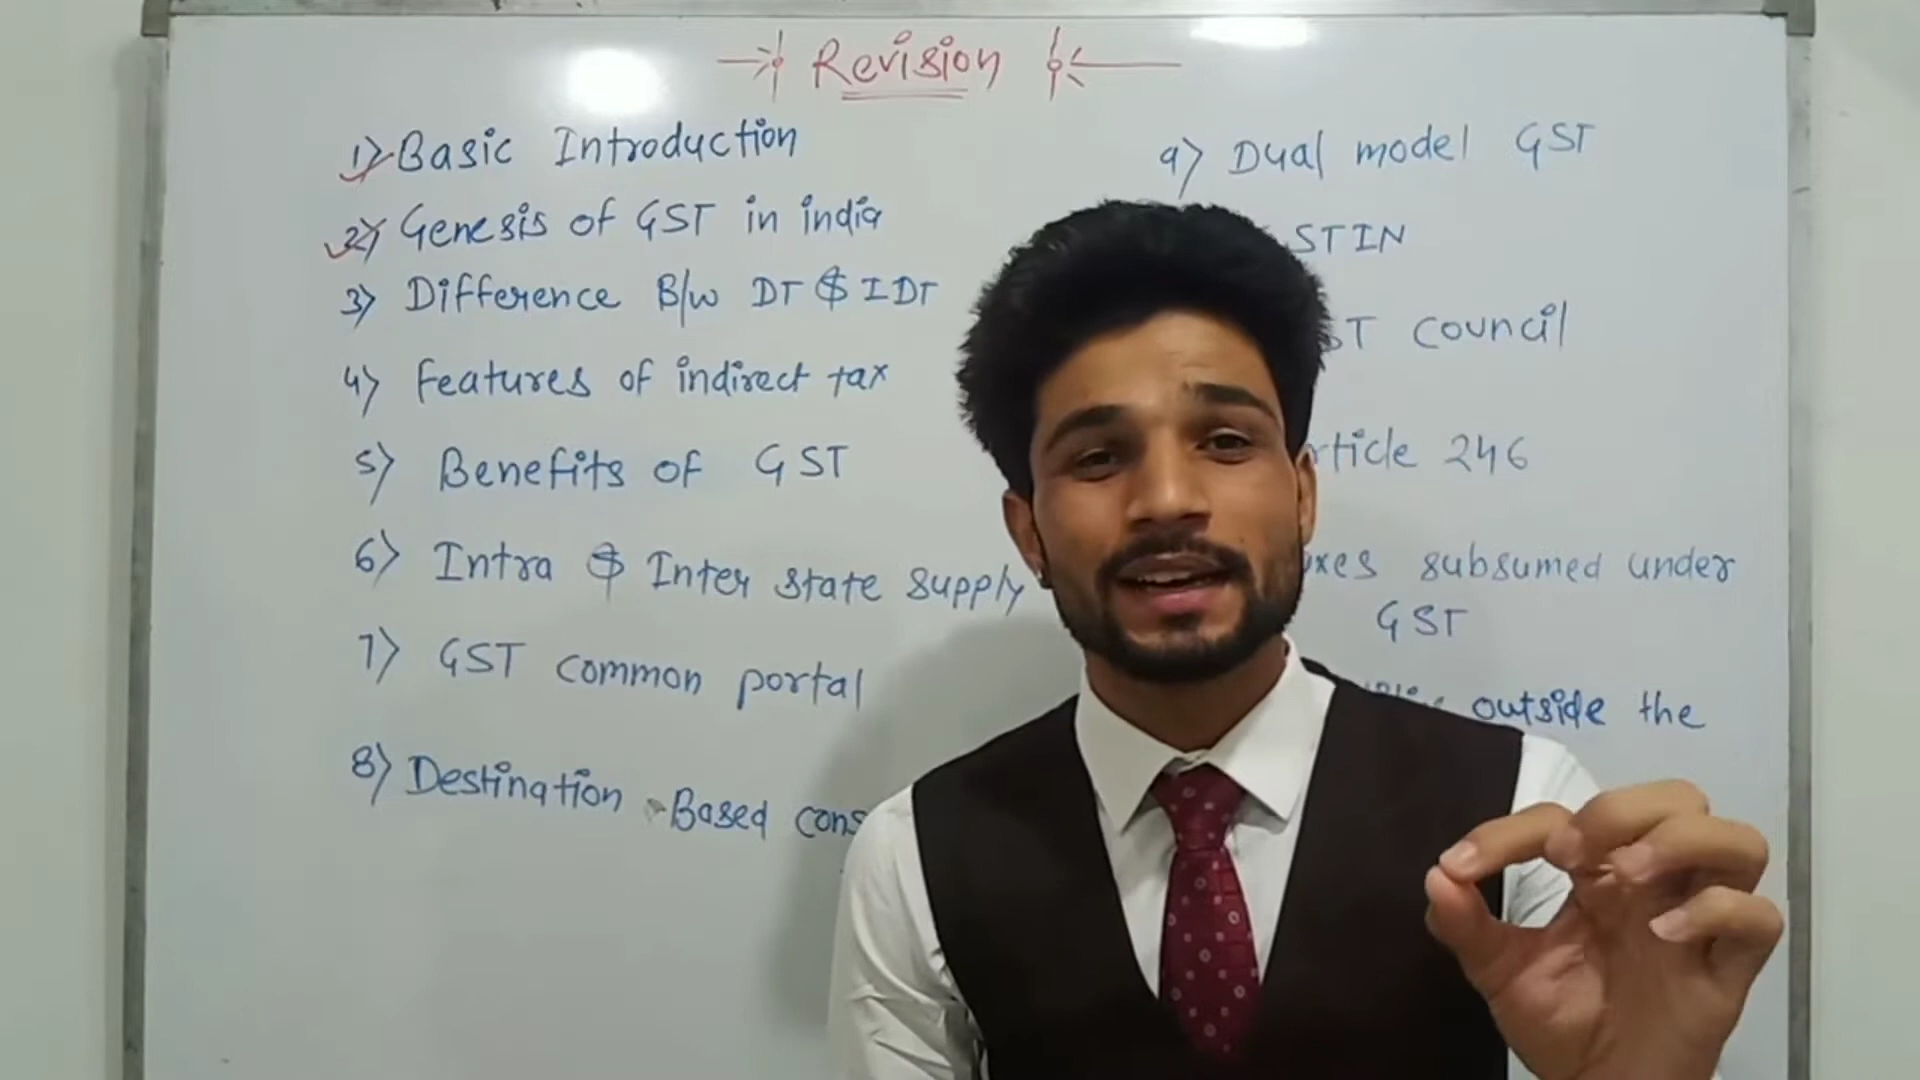 Revision
1) Basic Introduction
2) Genesis of GST in india
3) Difference B/w DT & IDT
4) features of indirect tax
5) Benefits of GST
6) Intra & Inter state supply
7) GST common portal
8) Destination Based
9) Dual model GST
STIN
council
246
subsumed under
GST
outside the